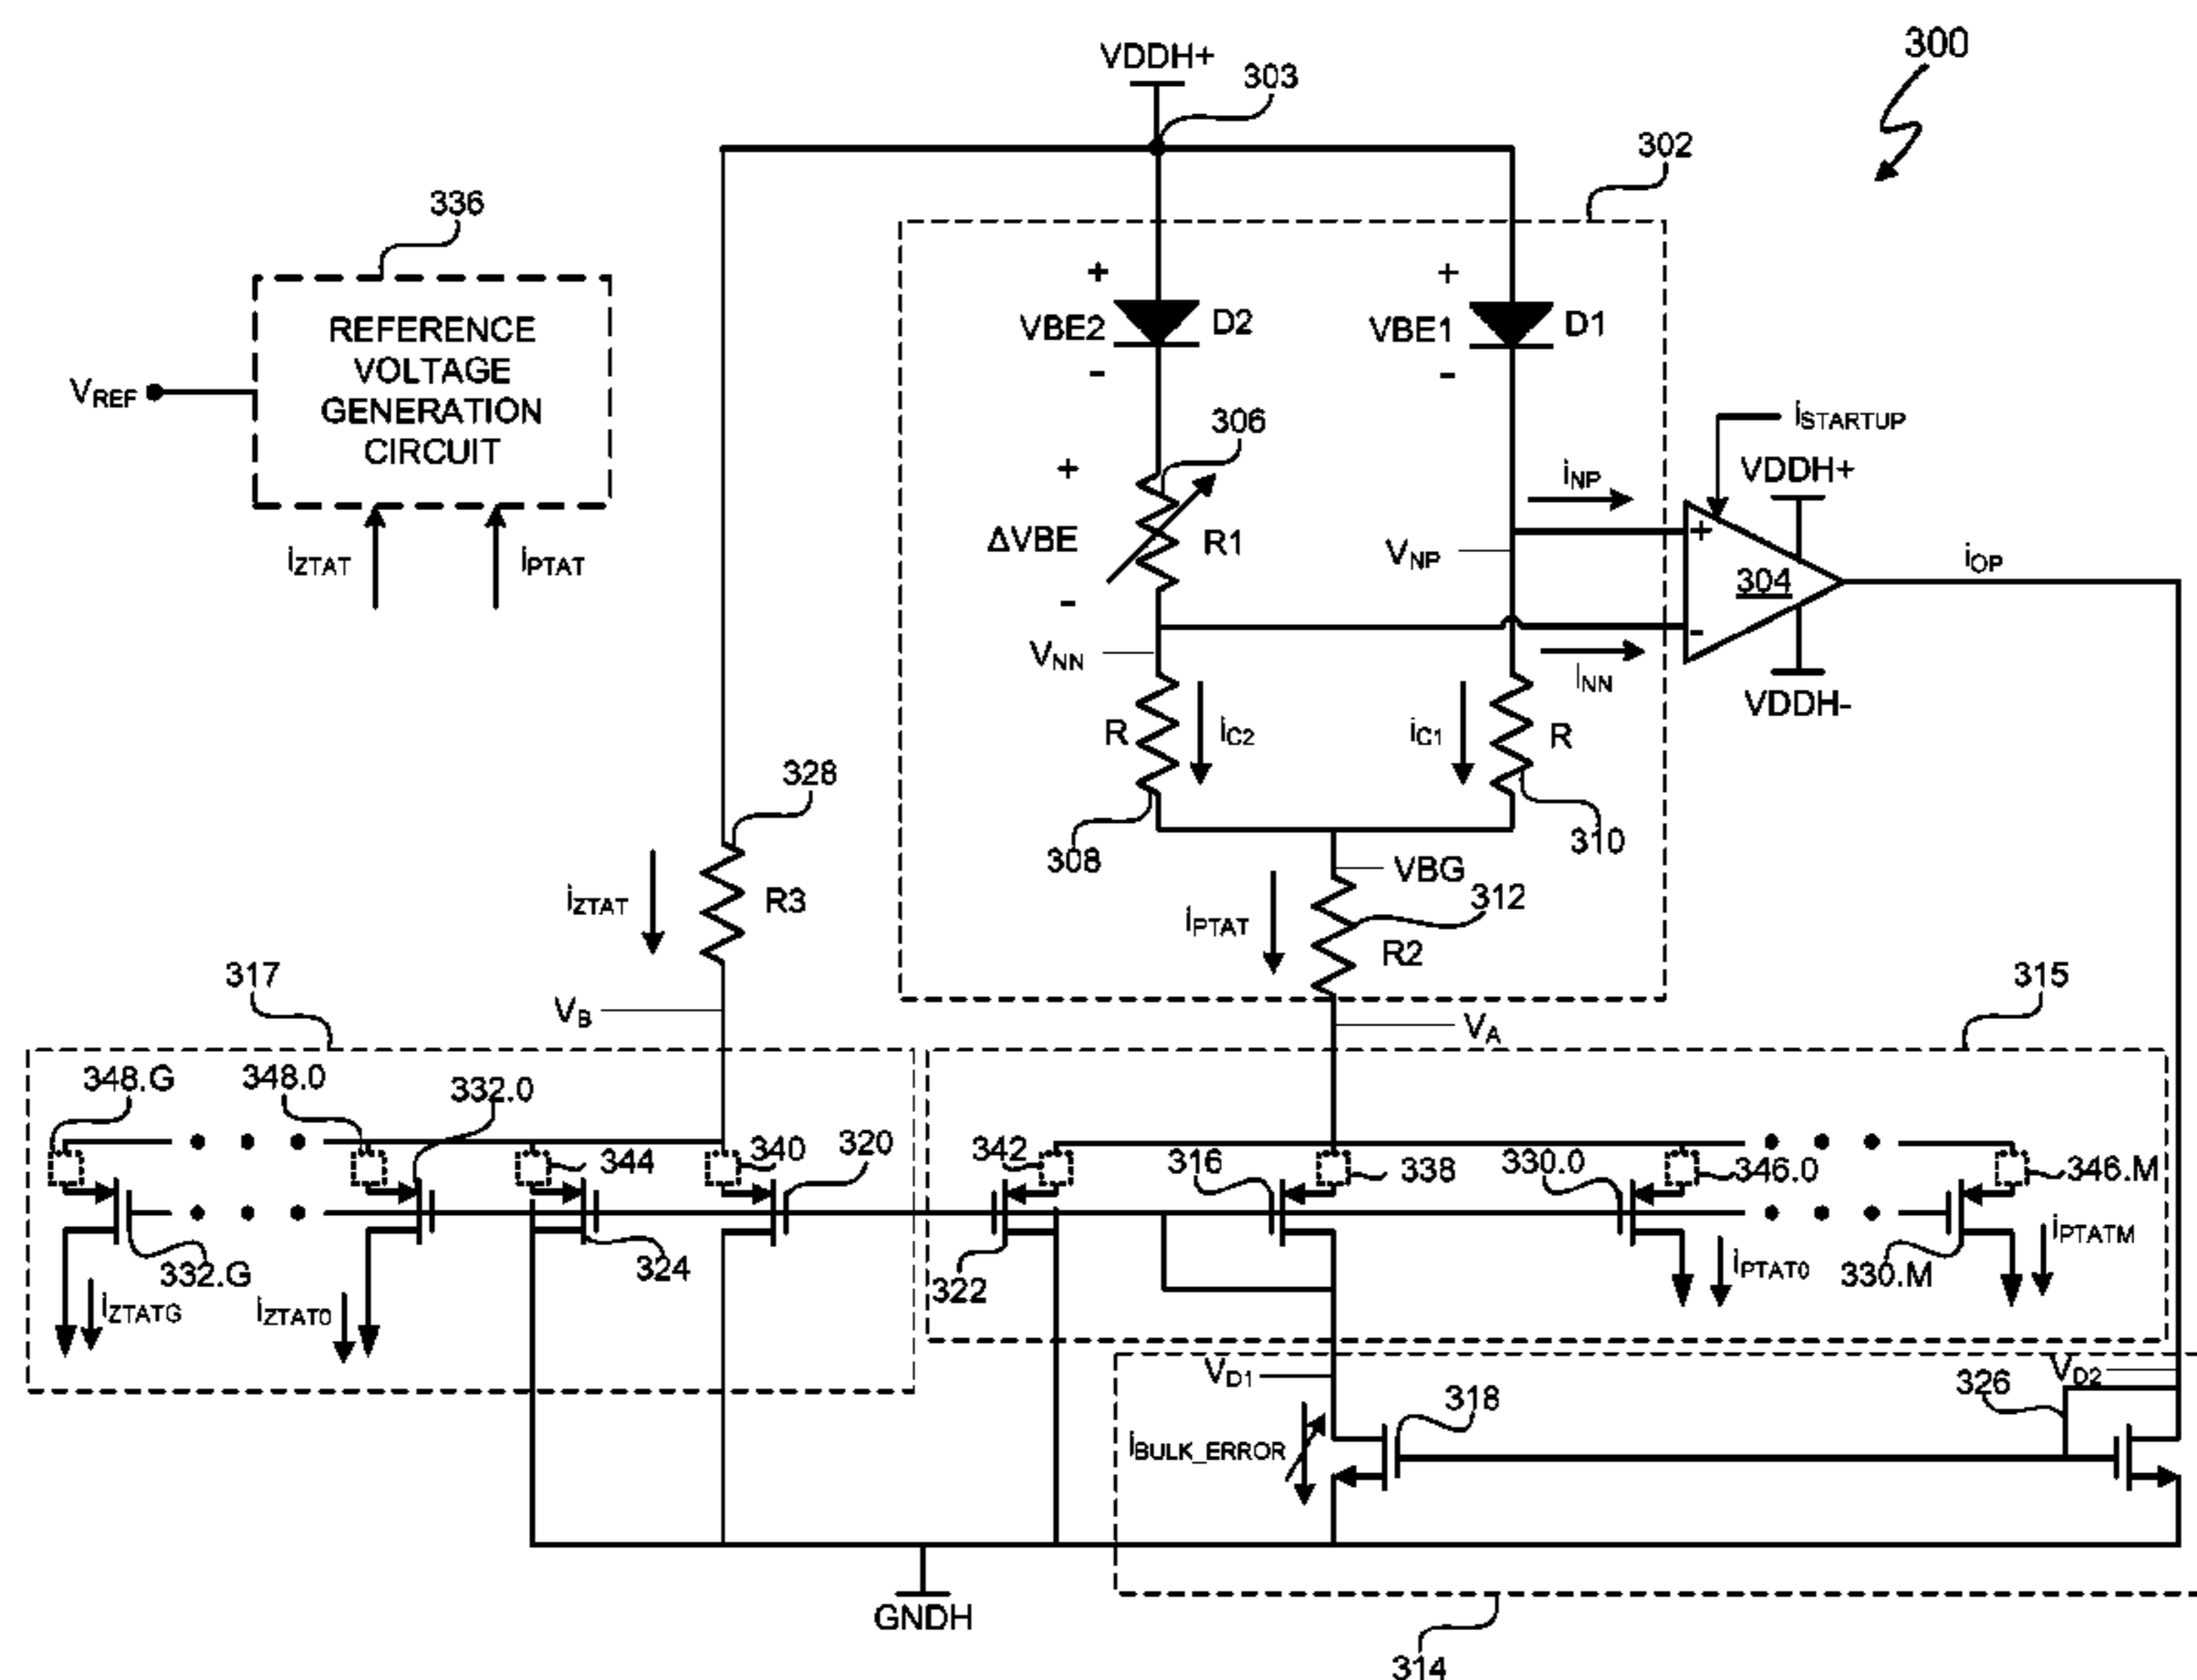 300
VDDH+
303
302
336
REFERENCE
VOLTAGE
GENERATION
CIRCUIT
VREF
iZTAT
iPTAT
+
VBE2
-
D2
+
VBE1
-
D1
306
+
ΔVBE
-
R1
iSTARTUP
VDDH+
iNP
VNP
+
304
-
iOP
VNN
iNN
VDDH-
R
iC2
iC1
R
308
310
328
iZTAT
R3
VBG
312
iPTAT
R2
317
315
VB
VA
348.G
348.0
332.0
344
340
320
342
316
338
330.0
346.0
346.M
332.G
324
322
iPTAT0
330.M
iPTATM
iZTATG
iZTAT0
VD1
VD2
326
318
iBULK_ERROR
GNDH
314